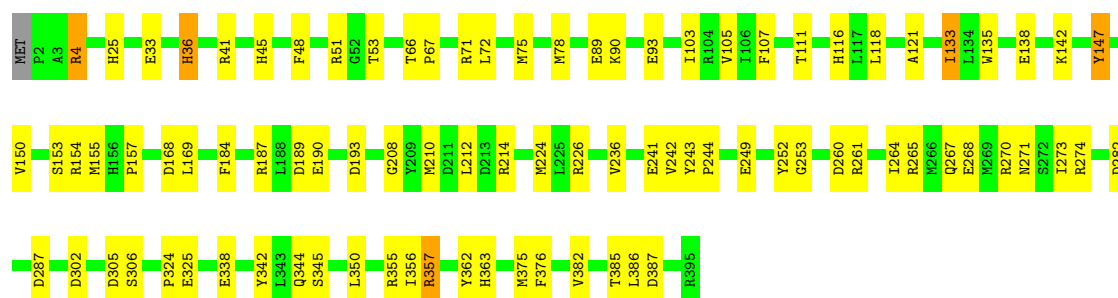 MET P2 A3 R4 H25 E33 H36 R41 H45 F48 R51 G52 T53 T66 P67 R71 L72 M75 M78 E89 K90 E93 I103 R104 V105 I106 F107 T111 H116 L117 L118 A121 I133 L134 W135 E138 K142 Y147
V150 S153 R154 M155 H156 P157 D168 L169 F184 R187 L188 D189 E190 D193 G208 Y209 M210 D211 L212 D213 R214 M224 L225 R226 V236 E241 V242 Y243 P244 E249 Y252 G253 D260 R261 I264 R265 M266 Q267 E268 M269 R270 N271 S272 I273 R274
D287 D302 D305 S306 P324 E325 E338 Y342 L343 Q344 S345 L350 R355 I356 R357 Y362 H363 M375 F376 V382 T385 L386 D387 R395